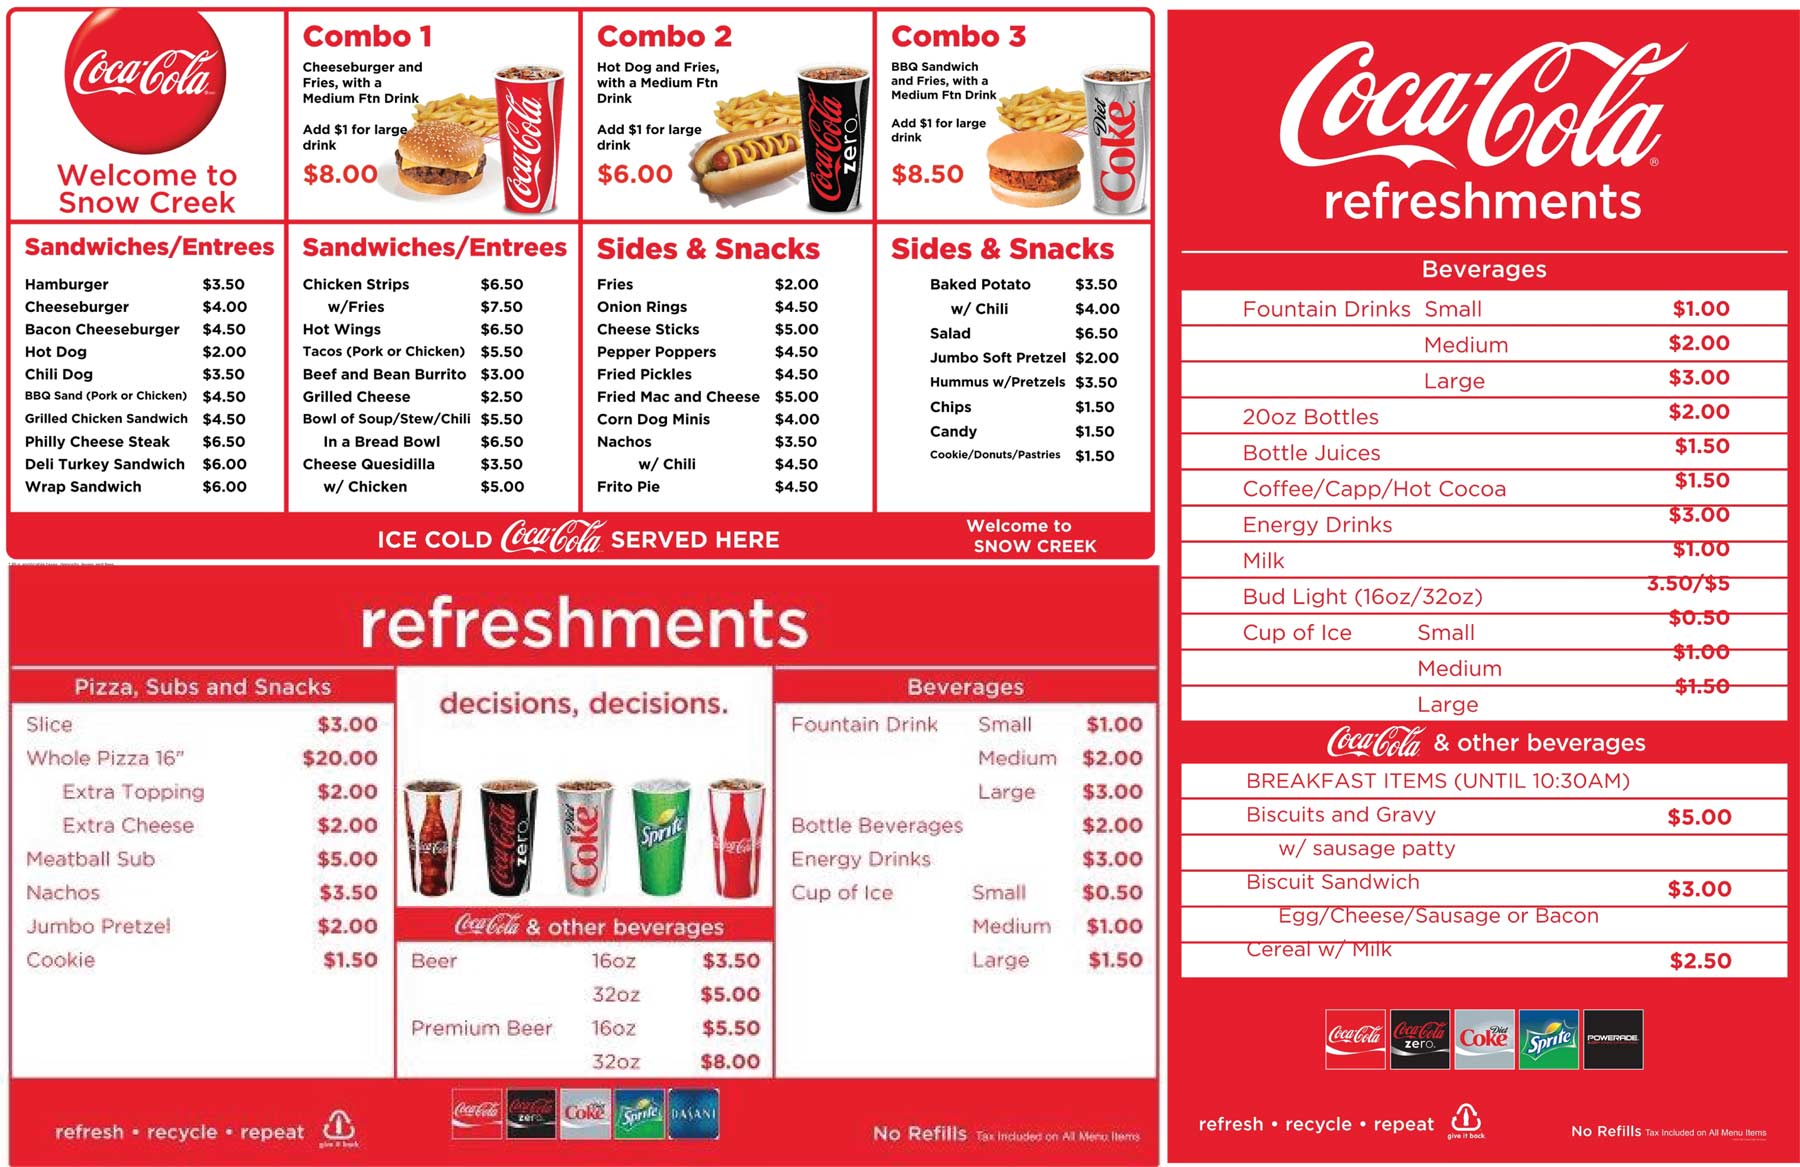 Coca-Cola
Welcome to
Snow Creek
Combo 1
Cheeseburger and
Fries, with a
Medium Ftn Drink
Add $1 for large
drink
$8.00
Coca-Cola
Combo 2
Hot Dog and Fries,
with a Medium Ftn
Drink
Add $1 for large
drink
$6.00
Coca-Cola
zero
Combo 3
BBQ Sandwich
and Fries, with a
Medium Ftn Drink
Add $1 for large
drink
$8.50
Diet
Coke
Sandwiches/Entrees
Hamburger $3.50
Cheeseburger $4.00
Bacon Cheeseburger $4.50
Hot Dog $2.00
Chili Dog $3.50
BBQ Sand (Pork or Chicken) $4.50
Grilled Chicken Sandwich $4.50
Philly Cheese Steak $6.50
Deli Turkey Sandwich $6.00
Wrap Sandwich $6.00
Sandwiches/Entrees
Chicken Strips $6.50
w/Fries $7.50
Hot Wings $6.50
Tacos (Pork or Chicken) $5.50
Beef and Bean Burrito $3.00
Grilled Cheese $2.50
Bowl of Soup/Stew/Chili $5.50
In a Bread Bowl $6.50
Cheese Quesidilla $3.50
w/ Chicken $5.00
Sides & Snacks
Fries $2.00
Onion Rings $4.50
Cheese Sticks $5.00
Pepper Poppers $4.50
Fried Pickles $4.50
Fried Mac and Cheese $5.00
Corn Dog Minis $4.00
Nachos $3.50
w/ Chili $4.50
Frito Pie $4.50
Sides & Snacks
Baked Potato $3.50
w/ Chili $4.00
Salad $6.50
Jumbo Soft Pretzel $2.00
Hummus w/Pretzels $3.50
Chips $1.50
Candy $1.50
Cookie/Donuts/Pastries $1.50
ICE COLD Coca-Cola SERVED HERE
Welcome to
SNOW CREEK
refreshments
Pizza, Subs and Snacks
Slice $3.00
Whole Pizza 16" $20.00
Extra Topping $2.00
Extra Cheese $2.00
Meatball Sub $5.00
Nachos $3.50
Jumbo Pretzel $2.00
Cookie $1.50
decisions, decisions.
Coca-Cola
Coca-Cola
zero
Diet
Coke
Sprite
Coca-Cola
Coca-Cola & other beverages
Beer 16oz $3.50
32oz $5.00
Premium Beer 16oz $5.50
32oz $8.00
Beverages
Fountain Drink Small $1.00
Medium $2.00
Large $3.00
Bottle Beverages $2.00
Energy Drinks $3.00
Cup of Ice Small $0.50
Medium $1.00
Large $1.50
refresh • recycle • repeat
give it back
Coca-Cola
Coca-Cola
zero
Diet
Coke
Sprite
DASANI
No Refills Tax Included on All Menu Items
Coca-Cola
®
refreshments
Beverages
Fountain Drinks Small $1.00
Medium $2.00
Large $3.00
20oz Bottles $2.00
Bottle Juices $1.50
Coffee/Capp/Hot Cocoa $1.50
Energy Drinks $3.00
Milk $1.00
Bud Light (16oz/32oz) 3.50/$5
Cup of Ice Small $0.50
Medium $1.00
Large $1.50
Coca-Cola & other beverages
BREAKFAST ITEMS (UNTIL 10:30AM)
Biscuits and Gravy $5.00
w/ sausage patty
Biscuit Sandwich $3.00
Egg/Cheese/Sausage or Bacon
Cereal w/ Milk $2.50
Coca-Cola
Coca-Cola
zero
Diet
Coke
Sprite
POWERADE
refresh • recycle • repeat
give it back
No Refills Tax Included on All Menu Items